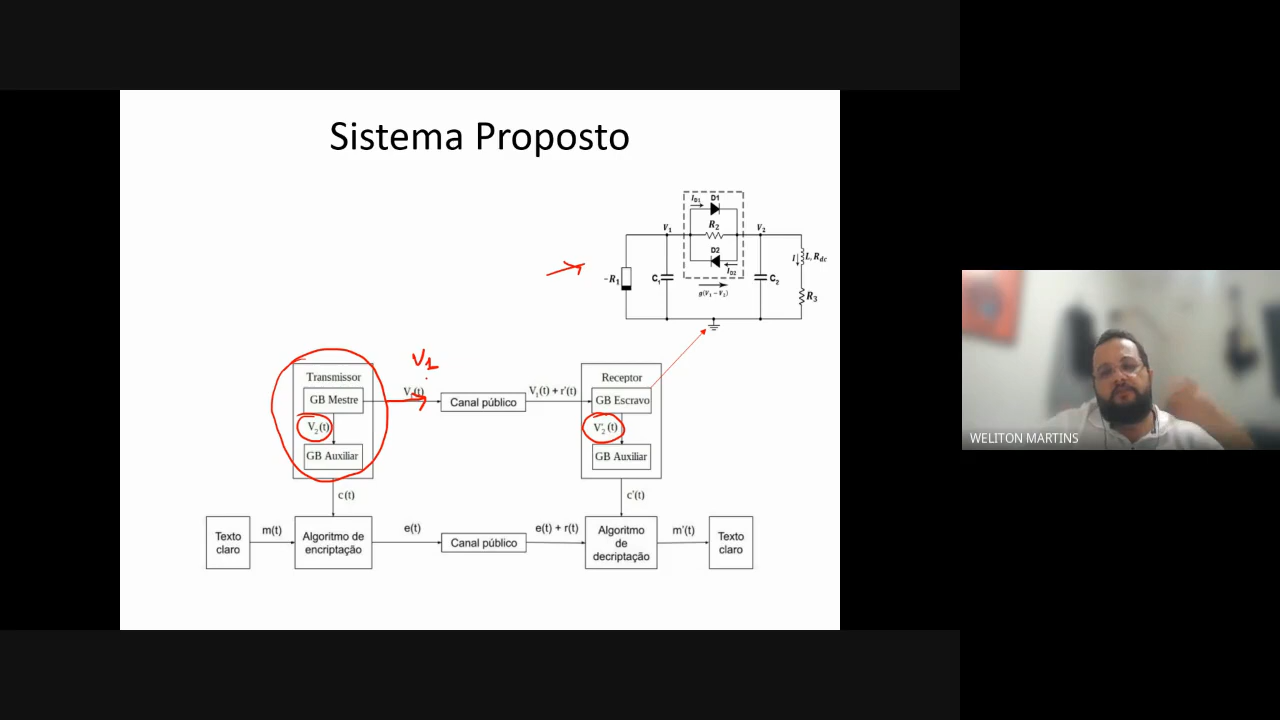 Sistema Proposto
I_D1
D1
V_1
R_2
V_2
D2
I
L, R_dc
-R_1
C_1
I_D2
C_2
g(V_1 - V_2)
R_3
V1
Transmissor
Receptor
GB Mestre
Canal público
V_1(t) + r'(t)
GB Escravo
V_2(t)
V'_2(t)
GB Auxiliar
GB Auxiliar
c(t)
c'(t)
Texto claro
m(t)
Algoritmo de encriptação
e(t)
Canal público
e(t) + r(t)
Algoritmo de decriptação
m'(t)
Texto claro
WELITON MARTINS